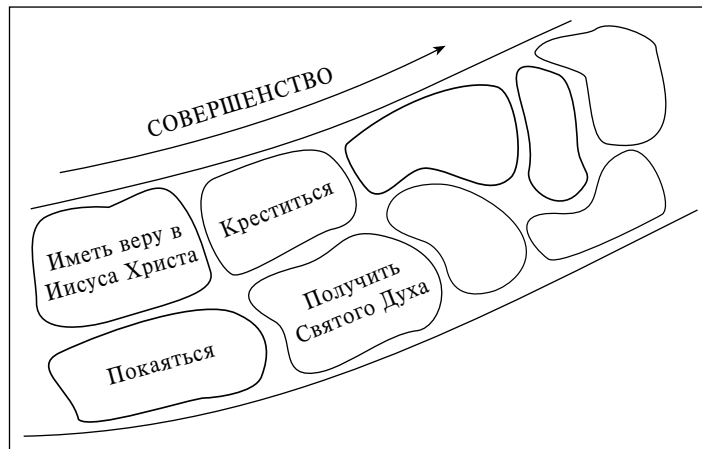 СОВЕРШЕНСТВО
Иметь веру в
Иисуса Христа
Креститься
Покаяться
Получить
Святого Духа